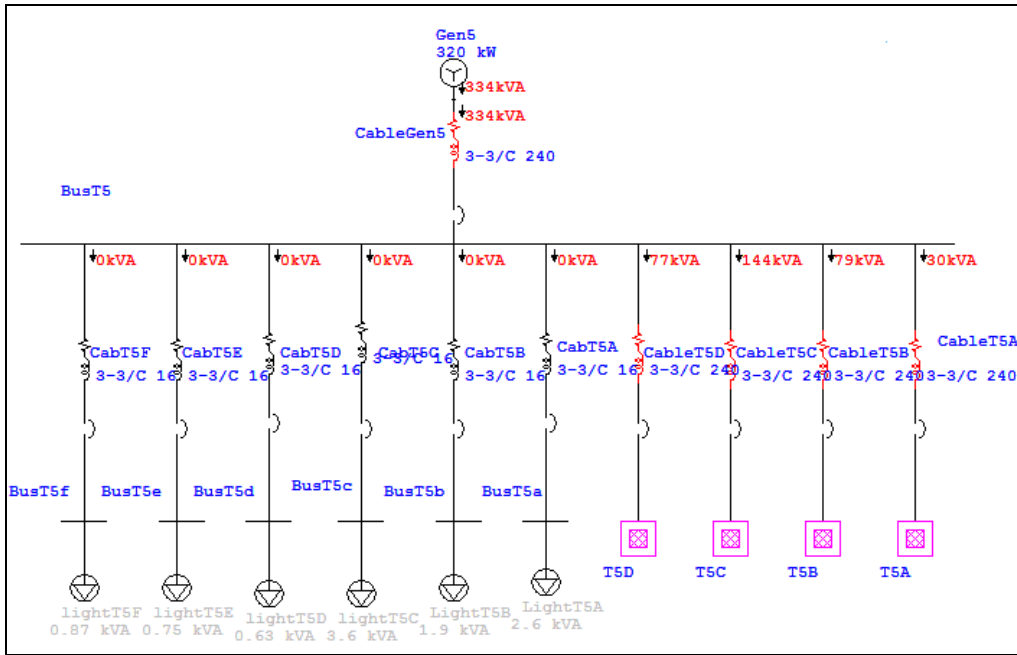 Gen5
320 kW
334kVA
334kVA
CableGen5
3-3/C 240
BusT5
0kVA 0kVA 0kVA 0kVA 0kVA 0kVA 77kVA 144kVA 79kVA 30kVA
CabT5F CabT5E CabT5D CabT5C CabT5B CabT5A CableT5D CableT5C CableT5B CableT5A
3-3/C 16 3-3/C 16 3-3/C 16 3-3/C 16 3-3/C 16 3-3/C 16 3-3/C 240 3-3/C 240 3-3/C 240 3-3/C 240
BusT5f BusT5e BusT5d BusT5c BusT5b BusT5a
T5D T5C T5B T5A
lightT5F lightT5E lightT5D lightT5C LightT5B LightT5A
0.87 kVA 0.75 kVA 0.63 kVA 3.6 kVA 1.9 kVA 2.6 kVA